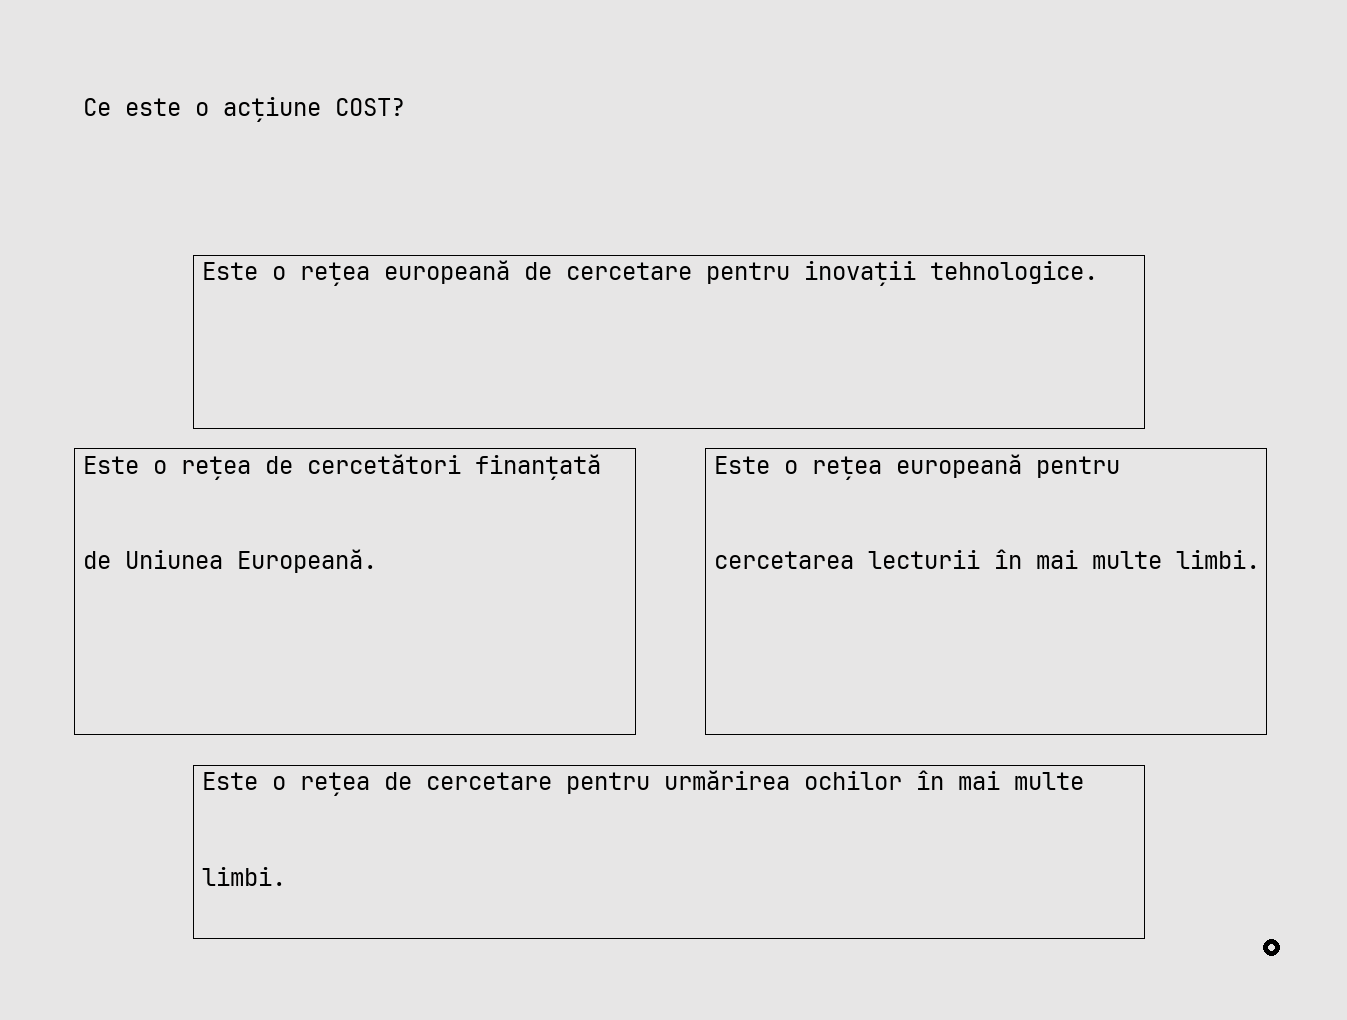 Ce este o acțiune COST?
Este o rețea europeană de cercetare pentru inovații tehnologice.
Este o rețea de cercetători finanțată
de Uniunea Europeană.
Este o rețea europeană pentru
cercetarea lecturii în mai multe limbi.
Este o rețea de cercetare pentru urmărirea ochilor în mai multe
limbi.